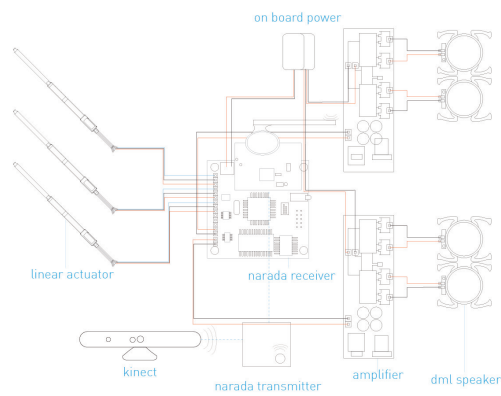 on board power
linear actuator
narada receiver
kinect
narada transmitter
amplifier
dml speaker